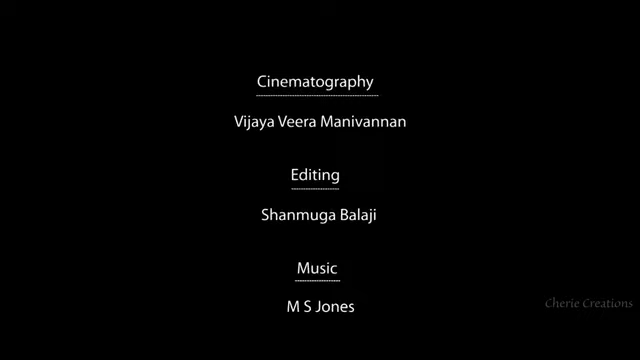 Cinematography
Vijaya Veera Manivannan
Editing
Shanmuga Balaji
Music
M S Jones
Cherie Creations